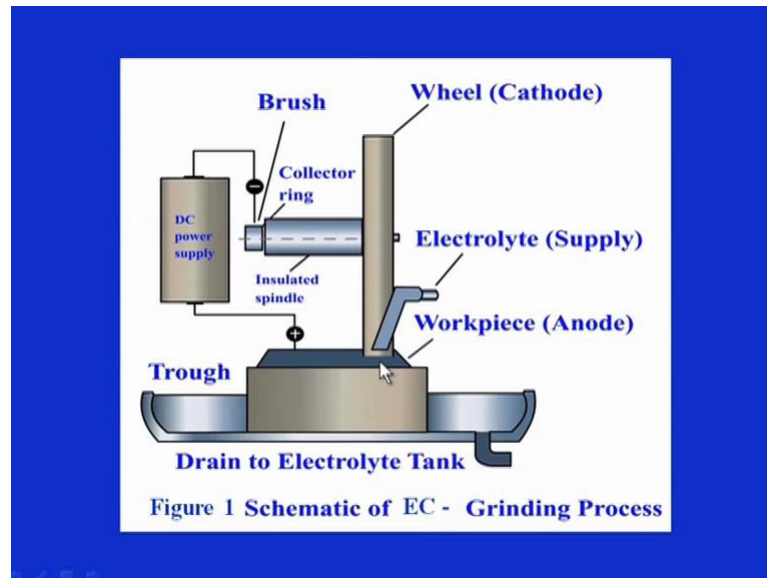 Wheel (Cathode)
Brush
Collector
ring
DC
power
supply
Electrolyte (Supply)
Insulated
spindle
Workpiece (Anode)
Trough
Drain to Electrolyte Tank
Figure 1 Schematic of EC - Grinding Process